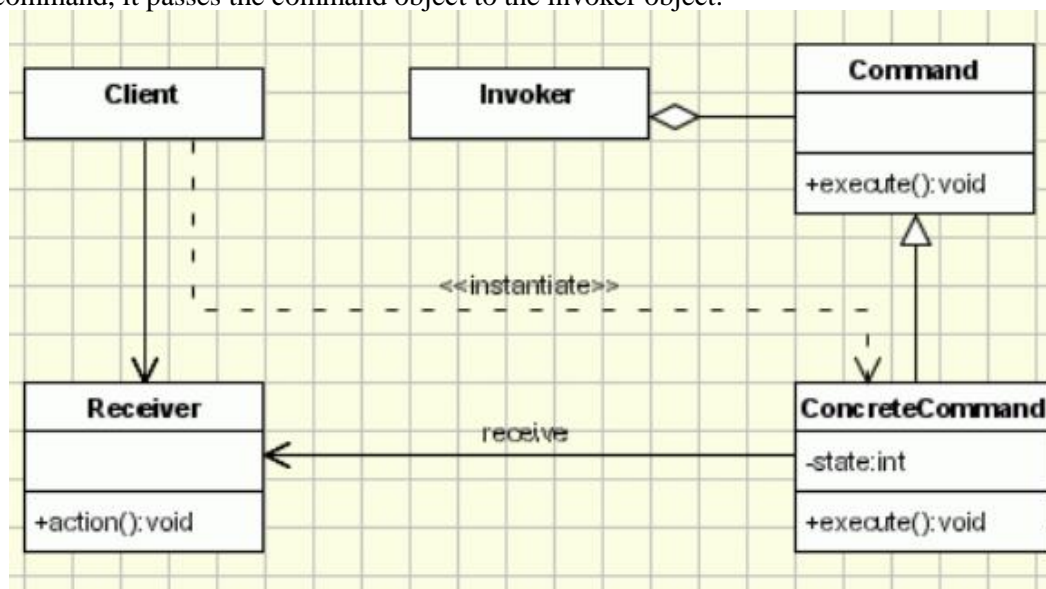 command, it passes the command object to the invoker object.
Client
Invoker
Command
+execute():void
<<instantiate>>
Receiver
+action():void
receive
ConcreteCommand
-state:int
+execute():void